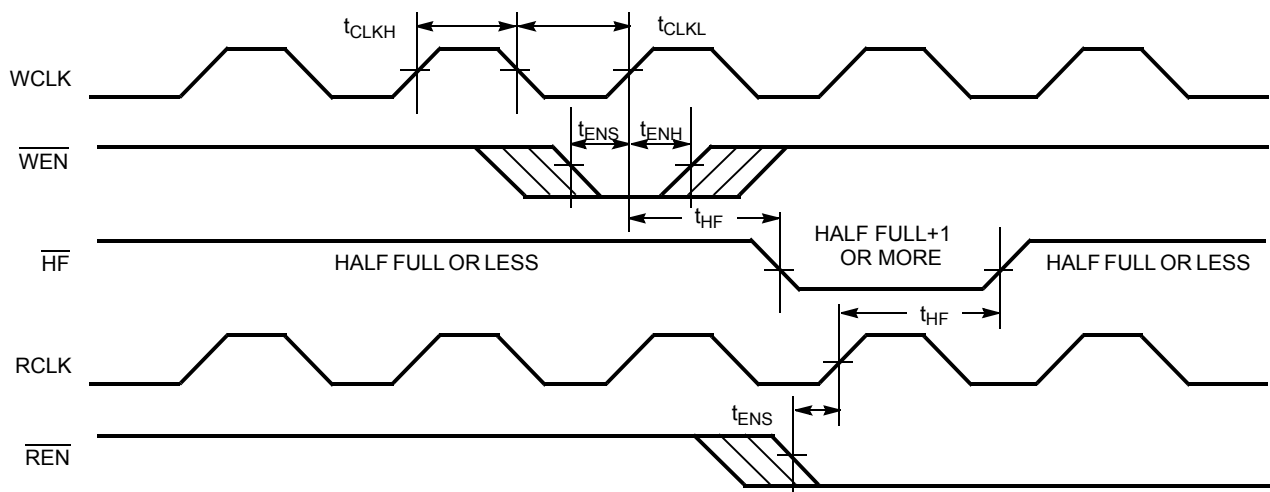 tCLKH
tCLKL
WCLK
tENS
tENH
WEN
tHF
HALF FULL+1
OR MORE
HF
HALF FULL OR LESS
HALF FULL OR LESS
tHF
RCLK
tENS
REN